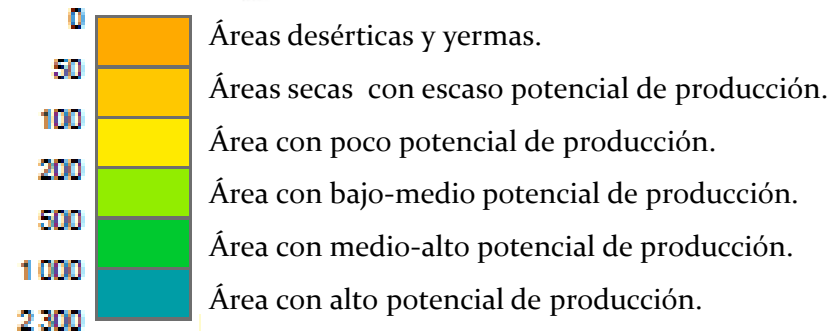 0
Áreas desérticas y yermas.
50
Áreas secas con escaso potencial de producción.
100
Área con poco potencial de producción.
200
Área con bajo-medio potencial de producción.
500
Área con medio-alto potencial de producción.
1 000
Área con alto potencial de producción.
2 300